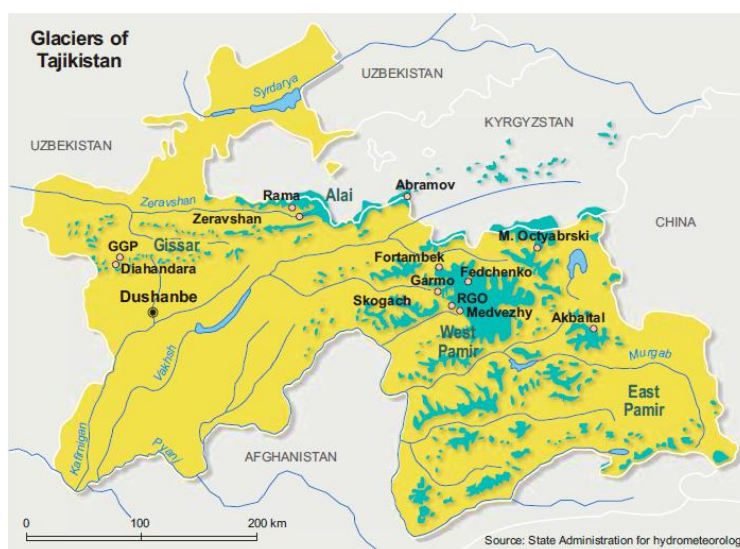 Glaciers of
Tajikistan
UZBEKISTAN
Syrdarya
KYRGYZSTAN
UZBEKISTAN
Abramov
Rama
Alai
Zeravshan
Zeravshan
CHINA
M. Octyabrski
GGP
Gissar
Diahandara
Fortambek
Fedchenko
Garmo
Dushanbe
Skogach
RGO
Medvezhy
Akbaital
West
Pamir
Vakhsh
Murgab
East
Pamir
Kafirnigan
Pyanj
AFGHANISTAN
0 100 200 km
Source: State Administration for hydrometeorolog